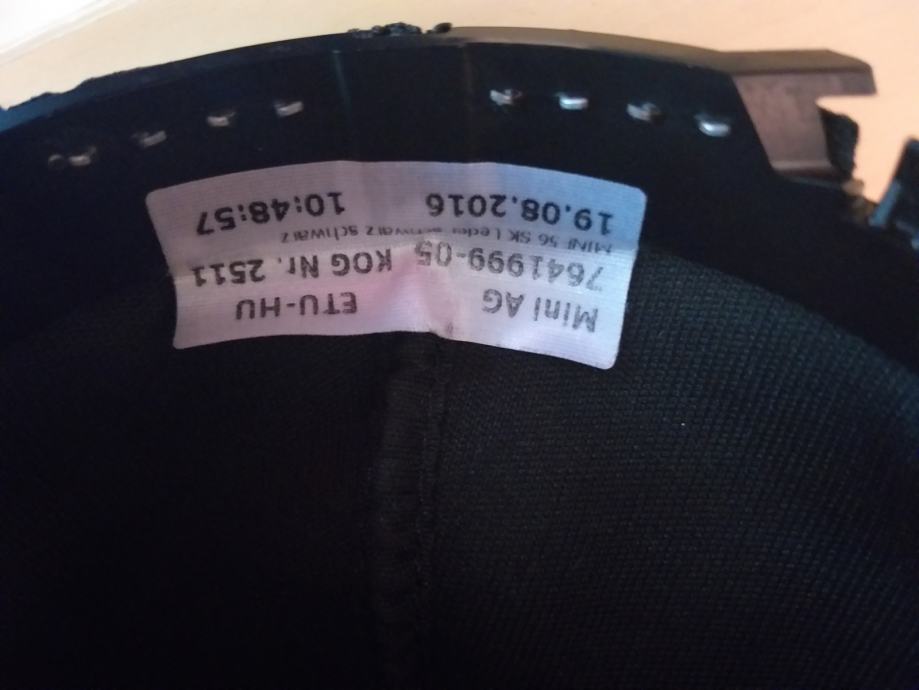 Mini AG ETU-HU
7641999-05 KOG Nr. 2511
MINI 56 SK Leder schwarz schwarz
19.08.2016 10:48:57